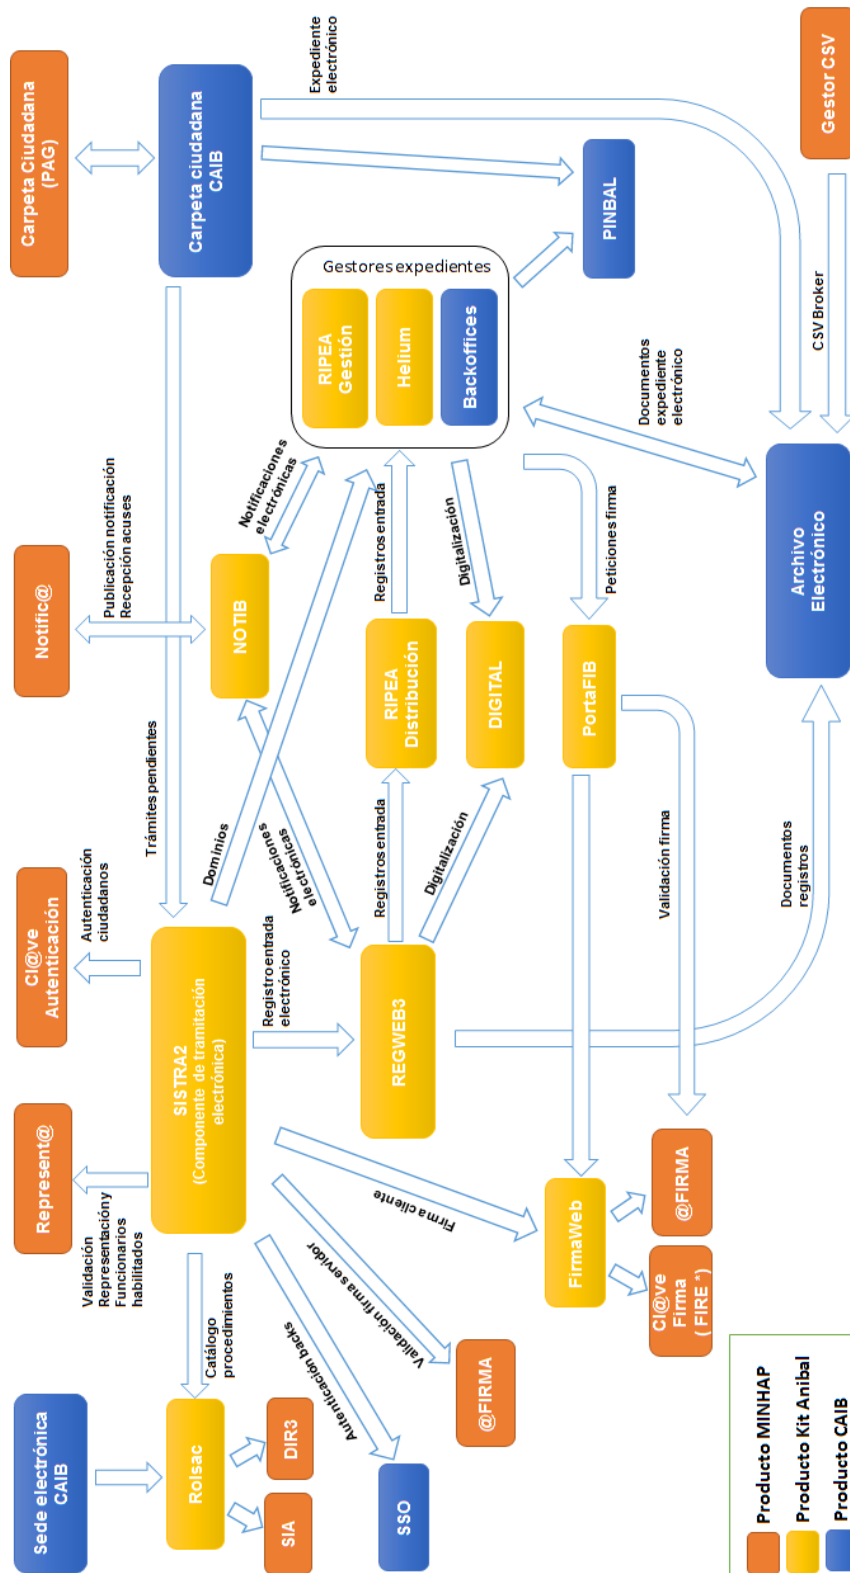 Sede electrónica
CAIB
Represent@
Cl@ve
Autenticación
Notific@
Carpeta Ciudadana
(PAG)
Validación
Representación y
Funcionarios
habilitados
Autenticación
ciudadanos
Publicación notificación
Recepción acuses
Trámites pendientes
Carpeta ciudadana
CAIB
Expediente
electrónico
Rolsac
SIA
DIR3
Catálogo
procedimientos
SISTRA2
(Componente de tramitación
electrónica)
Registro entrada
electrónico
Dominios
NOTIB
Notificaciones
electrónicas
Notificaciones
electrónicas
Gestores expedientes
RIPEA
Gestión
Helium
Backoffices
PINBAL
SSO
Autenticación backs
Validación firma servidor
@FIRMA
Firma cliente
REGWEB3
Registros entrada
RIPEA
Distribución
Registros entrada
Digitalización
DIGITAL
Digitalización
Peticiones firma
PortaFIB
Documentos
expediente
electrónico
FirmaWeb
Cl@ve
Firma
( FIRE *)
@FIRMA
Validación firma
Documentos
registros
Archivo
Electrónico
CSV Broker
Gestor CSV
Producto MINHAP
Producto Kit Anibal
Producto CAIB